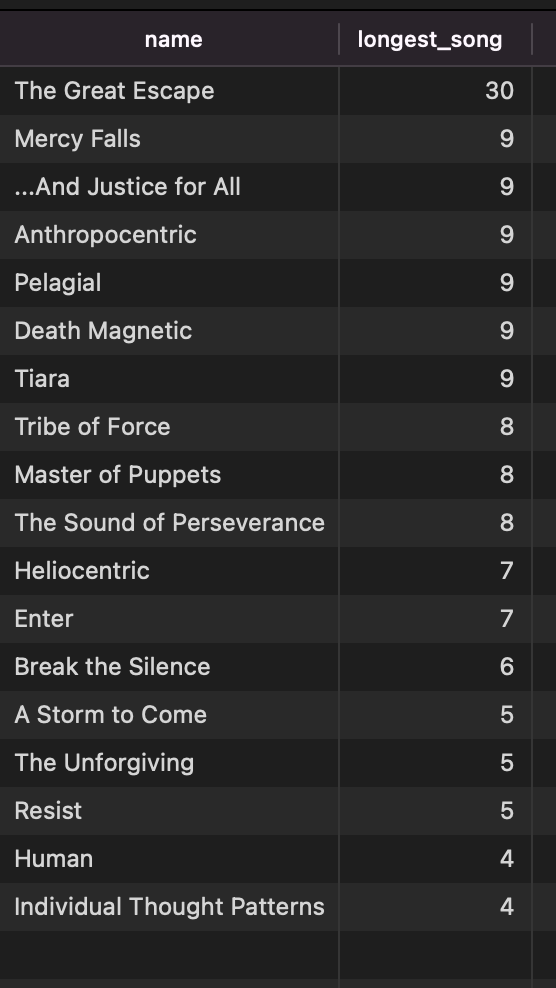 name longest_song
The Great Escape 30
Mercy Falls 9
...And Justice for All 9
Anthropocentric 9
Pelagial 9
Death Magnetic 9
Tiara 9
Tribe of Force 8
Master of Puppets 8
The Sound of Perseverance 8
Heliocentric 7
Enter 7
Break the Silence 6
A Storm to Come 5
The Unforgiving 5
Resist 5
Human 4
Individual Thought Patterns 4